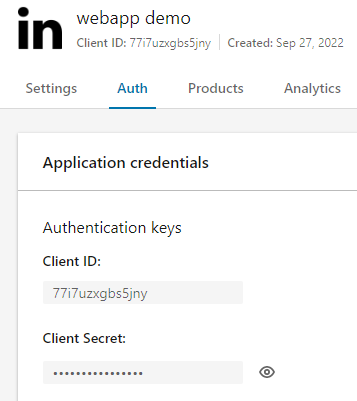 in
webapp demo
Client ID: 77i7uzxgbs5jny Created: Sep 27, 2022
Settings Auth Products Analytics
Application credentials
Authentication keys
Client ID:
77i7uzxgbs5jny
Client Secret:
••••••••••••••••